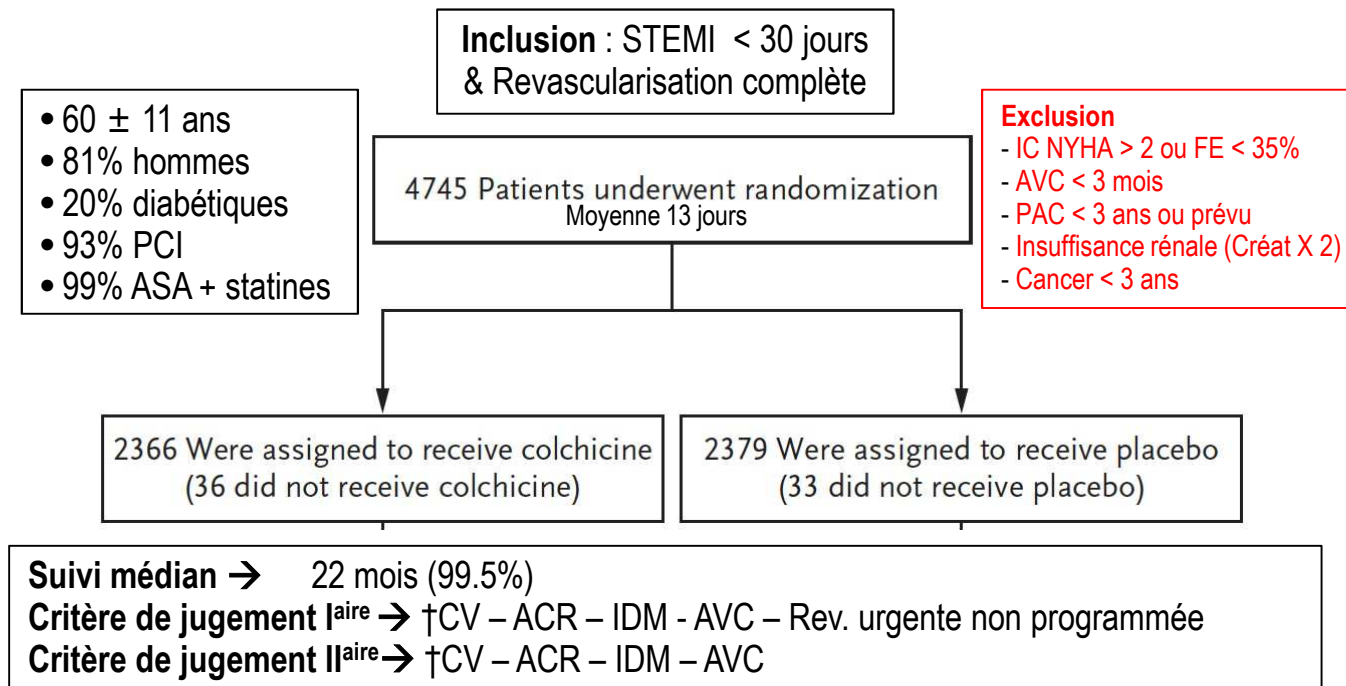 Inclusion : STEMI < 30 jours
& Revascularisation complète
• 60 ± 11 ans
• 81% hommes
• 20% diabétiques
• 93% PCI
• 99% ASA + statines
Exclusion
- IC NYHA > 2 ou FE < 35%
- AVC < 3 mois
- PAC < 3 ans ou prévu
- Insuffisance rénale (Créat X 2)
- Cancer < 3 ans
4745 Patients underwent randomization
Moyenne 13 jours
2366 Were assigned to receive colchicine
(36 did not receive colchicine)
2379 Were assigned to receive placebo
(33 did not receive placebo)
Suivi médian → 22 mois (99.5%)
Critère de jugement Iaire → †CV – ACR – IDM - AVC – Rev. urgente non programmée
Critère de jugement IIaire → †CV – ACR – IDM – AVC